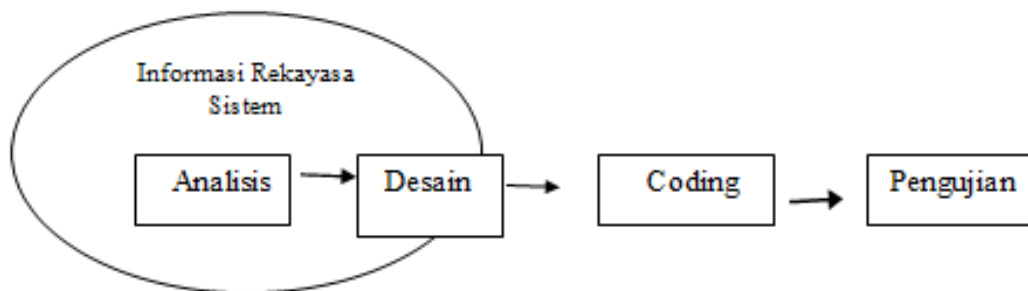 Informasi Rekayasa
Sistem
Analisis
Desain
Coding
Pengujian